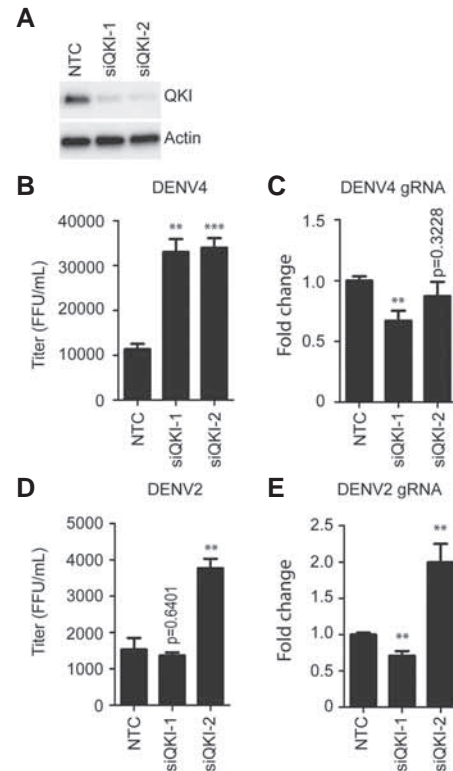 A
NTC
siQKI-1
siQKI-2
QKI
Actin
B
DENV4
Titer (FFU/mL)
40000
30000
20000
10000
0
**
***
NTC
siQKI-1
siQKI-2
C
DENV4 gRNA
Fold change
1.5
1.0
0.5
0
**
p=0.3228
NTC
siQKI-1
siQKI-2
D
DENV2
Titer (FFU/mL)
5000
4000
3000
2000
1000
0
p=0.6401
**
NTC
siQKI-1
siQKI-2
E
DENV2 gRNA
Fold change
2.5
2.0
1.5
1.0
0.5
0
**
**
NTC
siQKI-1
siQKI-2